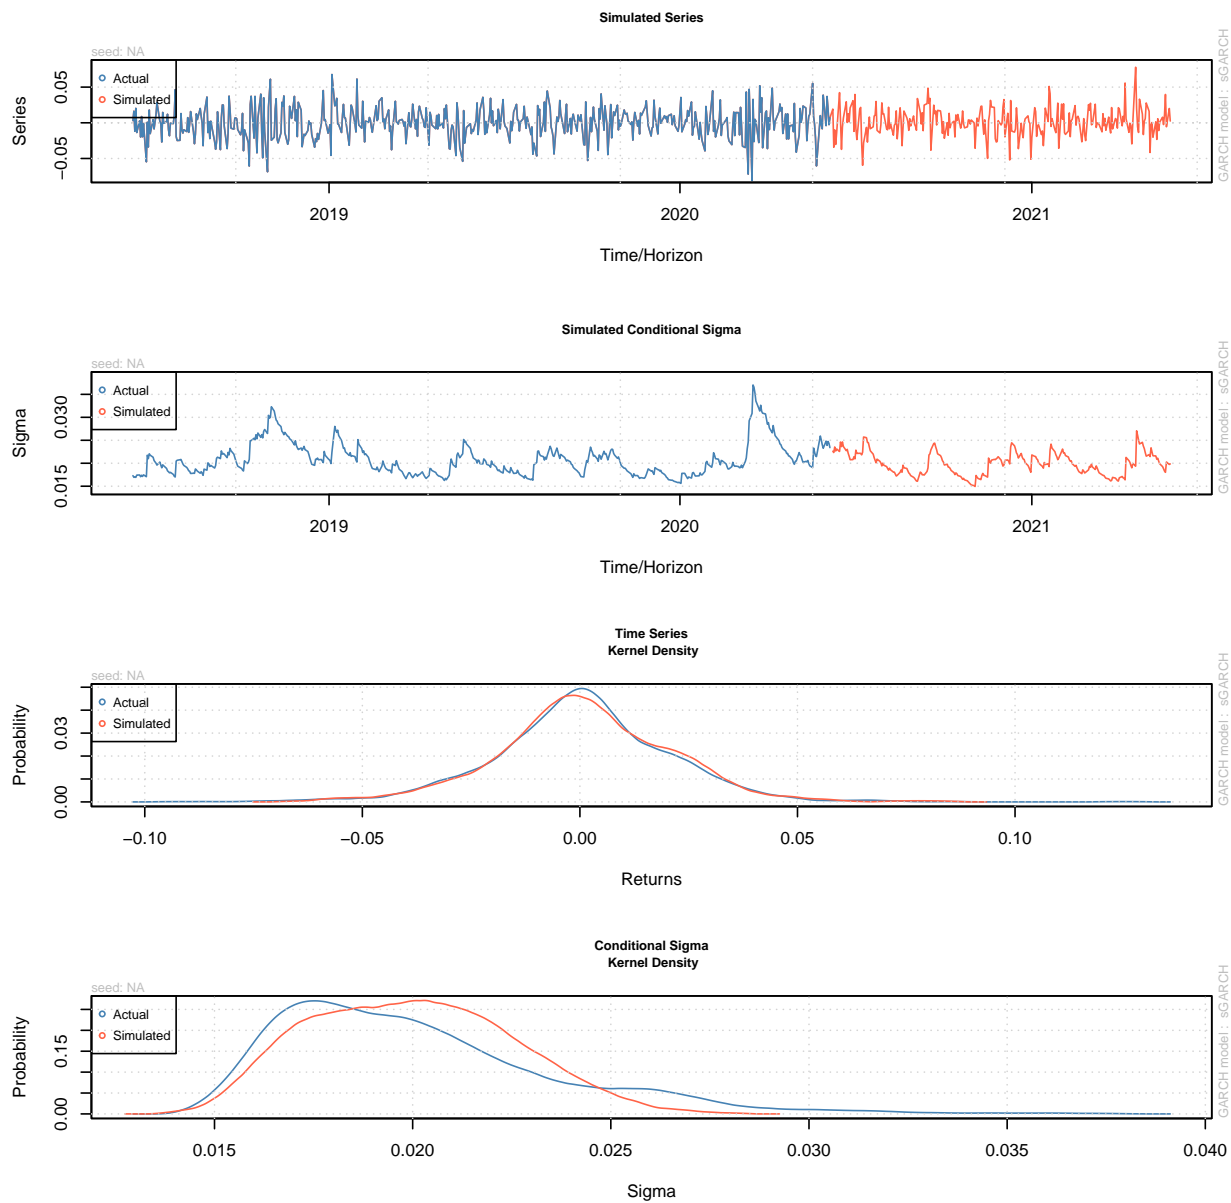 Simulated Series
seed: NA
Actual
Simulated
0.05
−0.05
Series
2019
2020
2021
Time/Horizon
GARCH model : sGARCH
Simulated Conditional Sigma
seed: NA
Actual
Simulated
0.030
0.015
Sigma
2019
2020
2021
Time/Horizon
GARCH model : sGARCH
Time Series
Kernel Density
seed: NA
Actual
Simulated
0.03
0.00
Probability
−0.10
−0.05
0.00
0.05
0.10
Returns
GARCH model : sGARCH
Conditional Sigma
Kernel Density
seed: NA
Actual
Simulated
0.15
0.00
Probability
0.015
0.020
0.025
0.030
0.035
0.040
Sigma
GARCH model : sGARCH